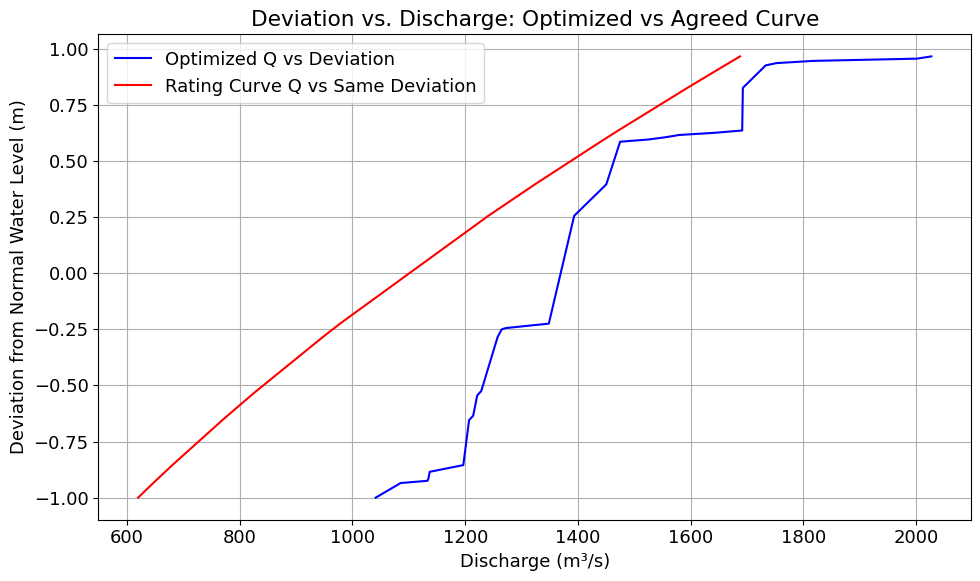 Deviation vs. Discharge: Optimized vs Agreed Curve
Optimized Q vs Deviation
Rating Curve Q vs Same Deviation
Deviation from Normal Water Level (m)
1.00
0.75
0.50
0.25
0.00
−0.25
−0.50
−0.75
−1.00
600 800 1000 1200 1400 1600 1800 2000
Discharge (m³/s)